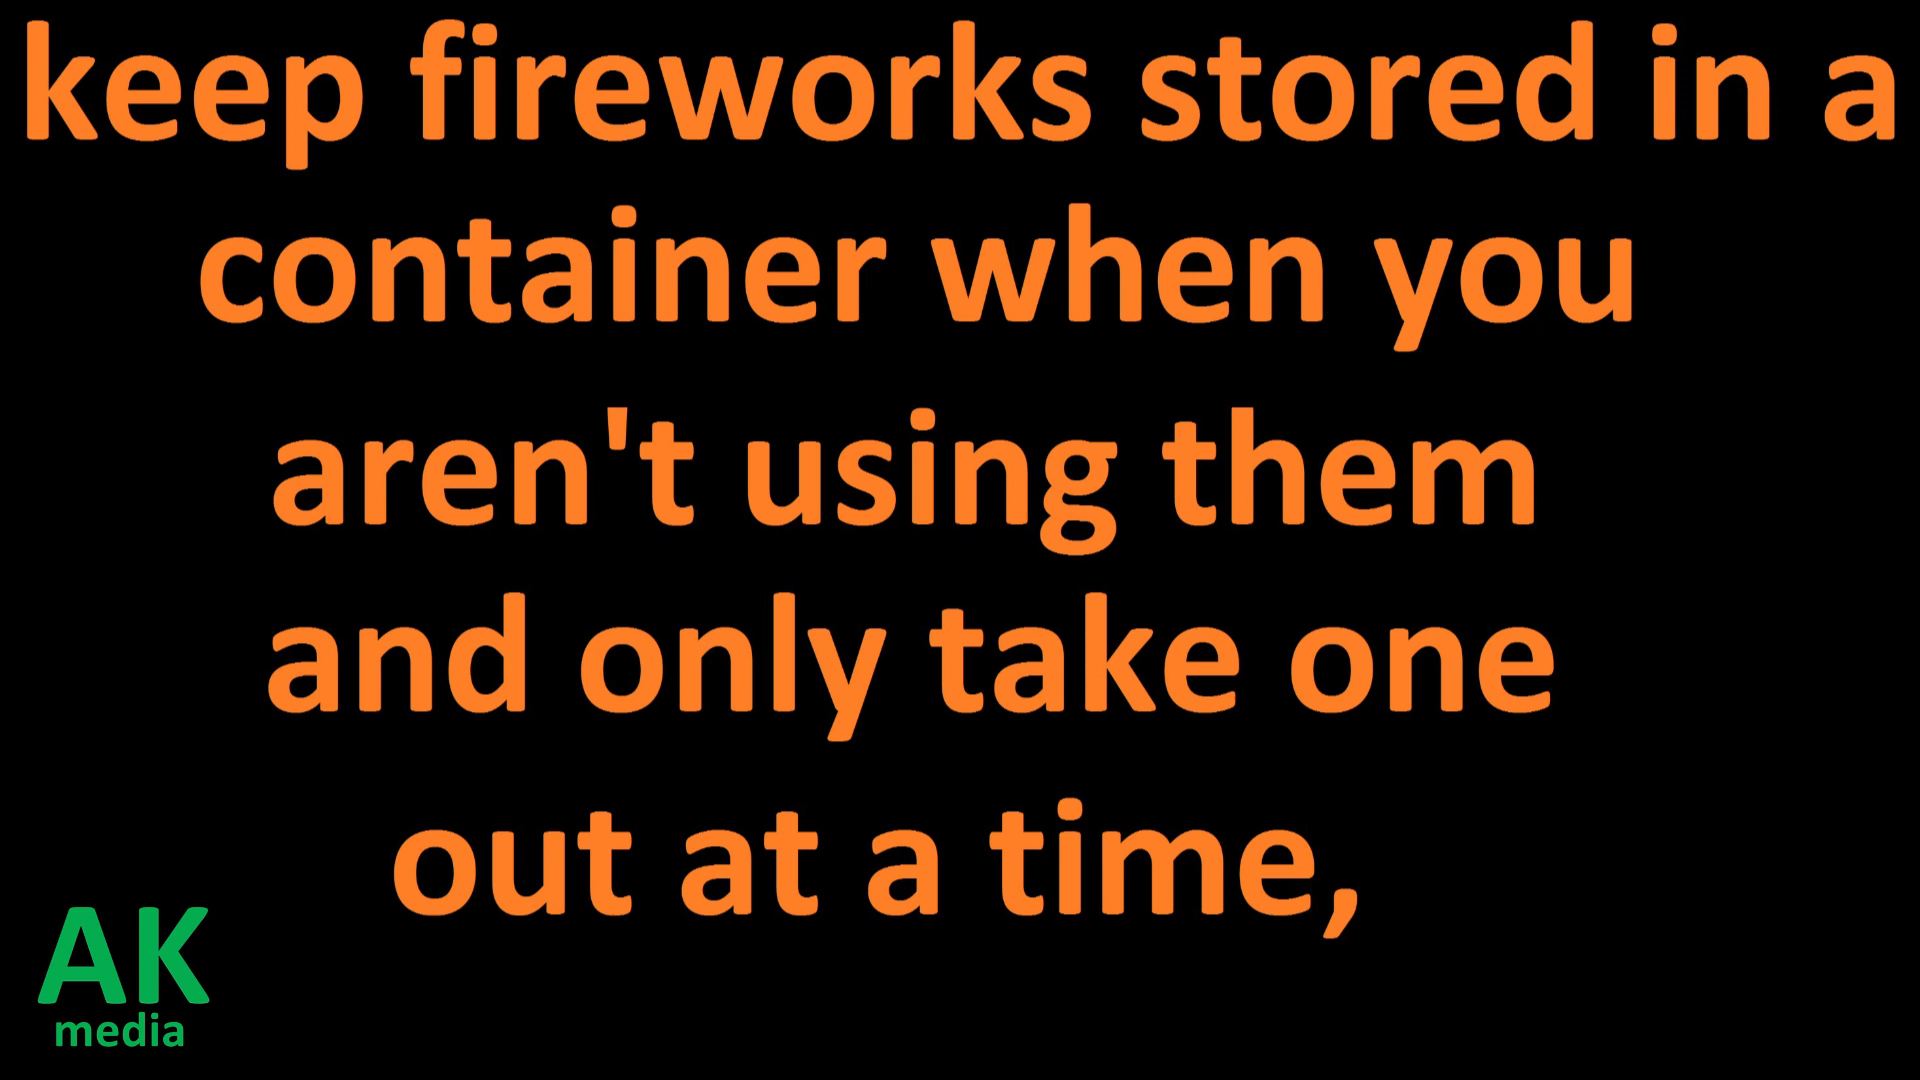 keep fireworks stored in a
container when you
aren't using them
and only take one
out at a time,
AK
media